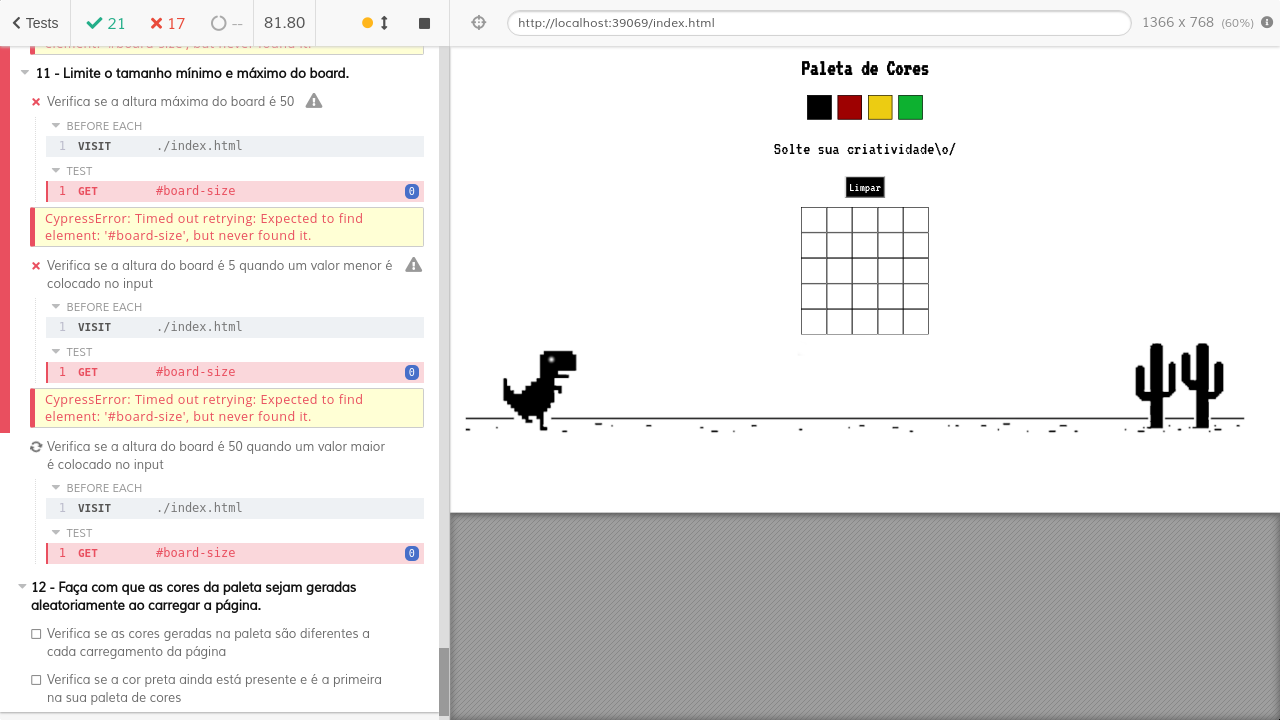 Tests
21
17
--
81.80
http://localhost:39069/index.html
1366 x 768 (60%)
element: '#board-size', but never found it.
11 - Limite o tamanho mínimo e máximo do board.
Verifica se a altura máxima do board é 50
BEFORE EACH
1 VISIT ./index.html
TEST
1 GET #board-size 0
CypressError: Timed out retrying: Expected to find
element: '#board-size', but never found it.
Verifica se a altura do board é 5 quando um valor menor é
colocado no input
BEFORE EACH
1 VISIT ./index.html
TEST
1 GET #board-size 0
CypressError: Timed out retrying: Expected to find
element: '#board-size', but never found it.
Verifica se a altura do board é 50 quando um valor maior
é colocado no input
BEFORE EACH
1 VISIT ./index.html
TEST
1 GET #board-size 0
12 - Faça com que as cores da paleta sejam geradas
aleatoriamente ao carregar a página.
Verifica se as cores geradas na paleta são diferentes a
cada carregamento da página
Verifica se a cor preta ainda está presente e é a primeira
na sua paleta de cores
Paleta de Cores
Solte sua criatividade\o/
Limpar